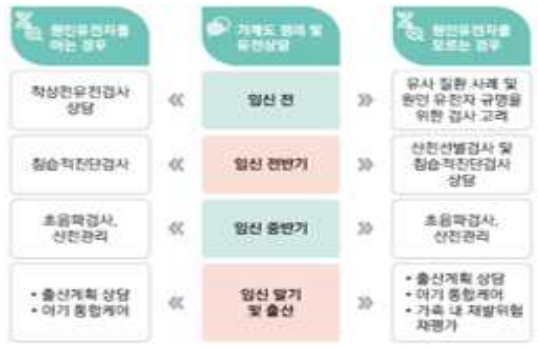 원인유전자를
아는 경우
가계도 정리 및
유전상담
원인유전자를
모르는 경우
착상전유전검사
상담
임신 전
유사 질환 사례 및
원인 유전자 규명을
위한 검사 고려
침습적진단검사
임신 전반기
산전선별검사 및
침습적진단검사
상담
초음파검사,
산전관리
임신 중반기
초음파검사,
산전관리
• 출산계획 상담
• 아기 통합케어
임신 말기
및 출산
• 출산계획 상담
• 아기 통합케어
• 가족 내 재발위험
재평가